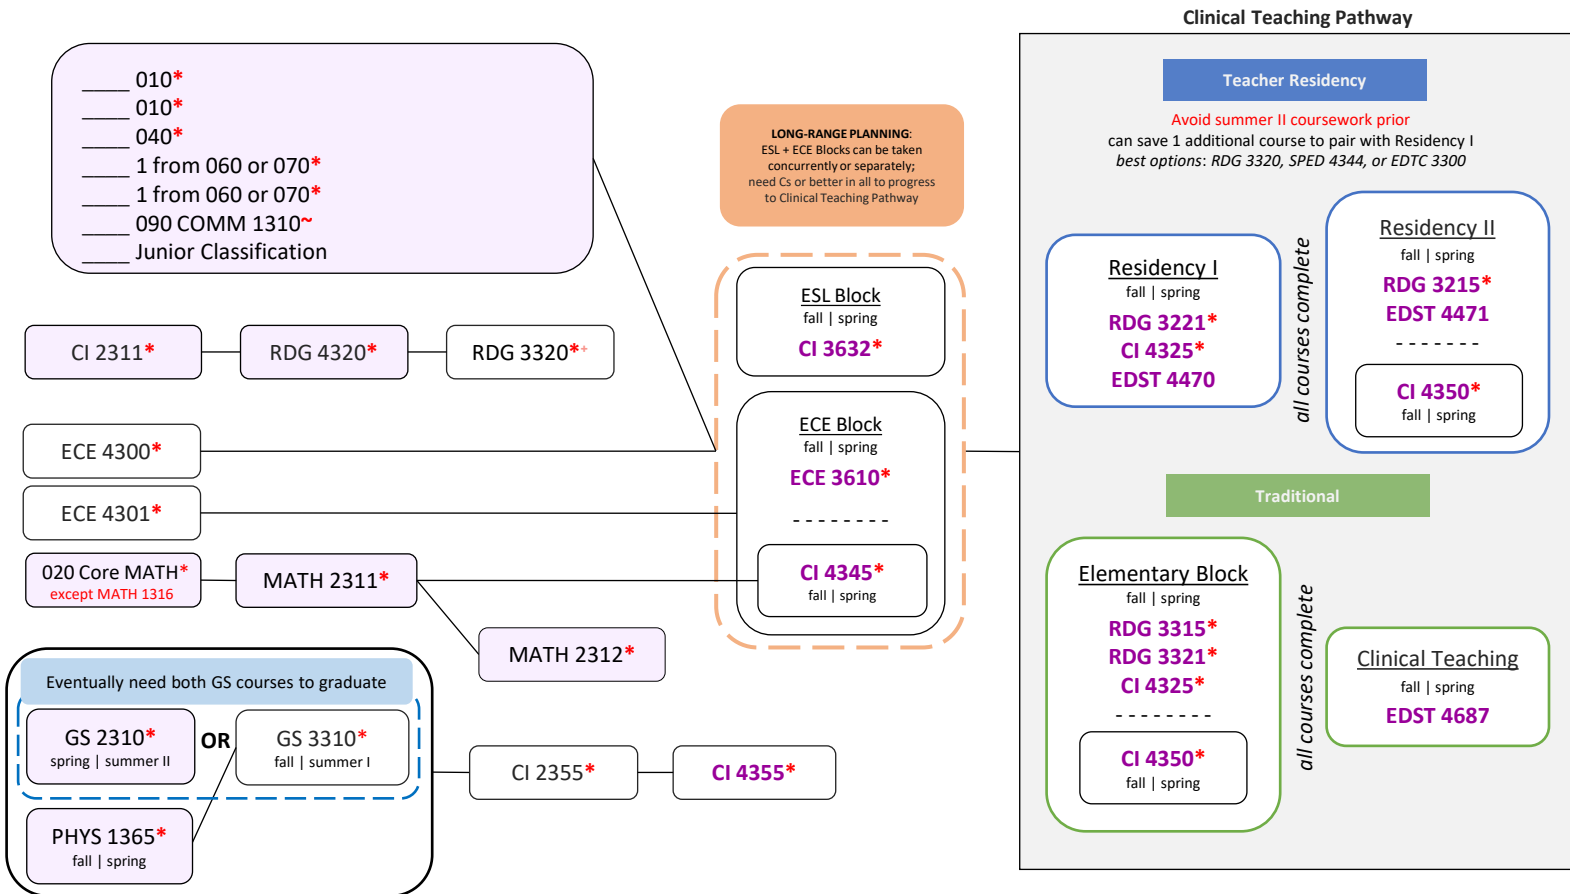 Clinical Teaching Pathway
____ 010*
____ 010*
____ 040*
____ 1 from 060 or 070*
____ 1 from 060 or 070*
____ 090 COMM 1310~
____ Junior Classification
CI 2311*
RDG 4320*
RDG 3320*+
ECE 4300*
ECE 4301*
020 Core MATH*
except MATH 1316
MATH 2311*
MATH 2312*
Eventually need both GS courses to graduate
GS 2310*
spring | summer II
OR
GS 3310*
fall | summer I
PHYS 1365*
fall | spring
CI 2355*
CI 4355*
LONG-RANGE PLANNING:
ESL + ECE Blocks can be taken
concurrently or separately;
need Cs or better in all to progress
to Clinical Teaching Pathway
ESL Block
fall | spring
CI 3632*
ECE Block
fall | spring
ECE 3610*
- - - - - - - -
CI 4345*
fall | spring
Teacher Residency
Avoid summer II coursework prior
can save 1 additional course to pair with Residency I
best options: RDG 3320, SPED 4344, or EDTC 3300
Residency I
fall | spring
RDG 3221*
CI 4325*
EDST 4470
all courses complete
Residency II
fall | spring
RDG 3215*
EDST 4471
- - - - - - -
CI 4350*
fall | spring
Traditional
Elementary Block
fall | spring
RDG 3315*
RDG 3321*
CI 4325*
- - - - - - - -
CI 4350*
fall | spring
all courses complete
Clinical Teaching
fall | spring
EDST 4687